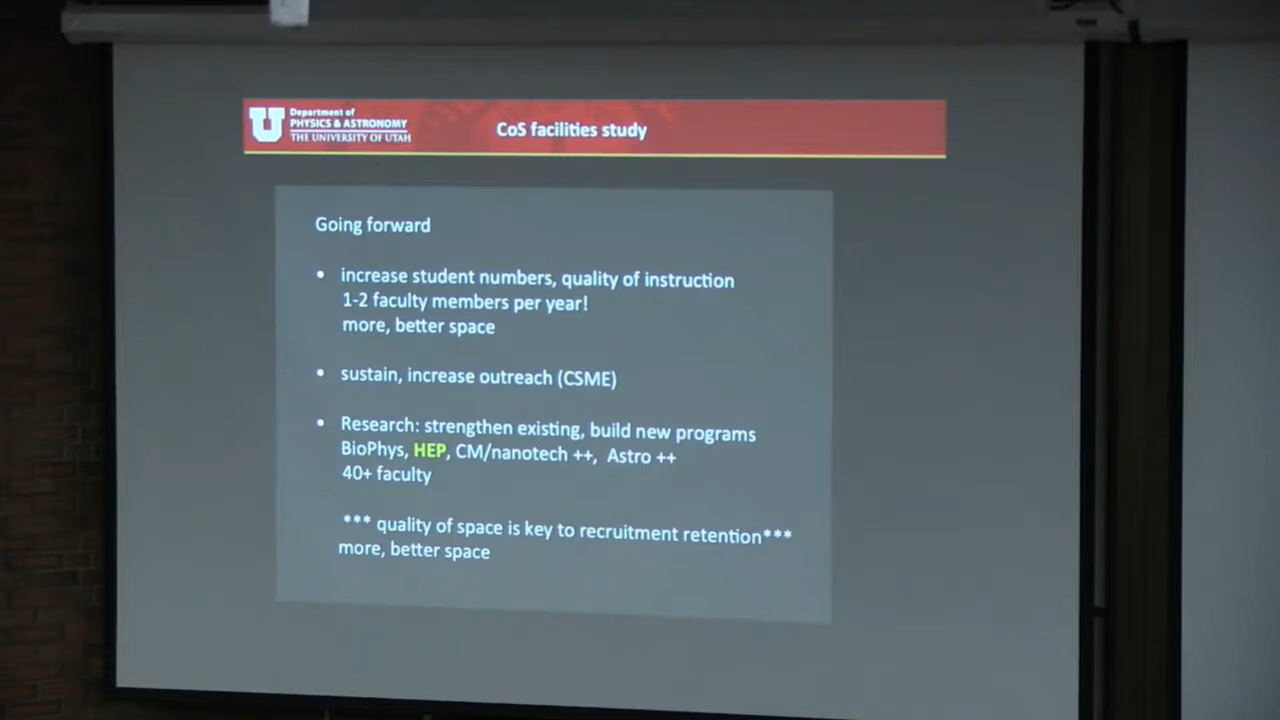 Department of
PHYSICS & ASTRONOMY
THE UNIVERSITY OF UTAH
CoS facilities study
Going forward
• increase student numbers, quality of instruction
1-2 faculty members per year!
more, better space
• sustain, increase outreach (CSME)
• Research: strengthen existing, build new programs
BioPhys, HEP, CM/nanotech ++, Astro ++
40+ faculty
*** quality of space is key to recruitment retention***
more, better space